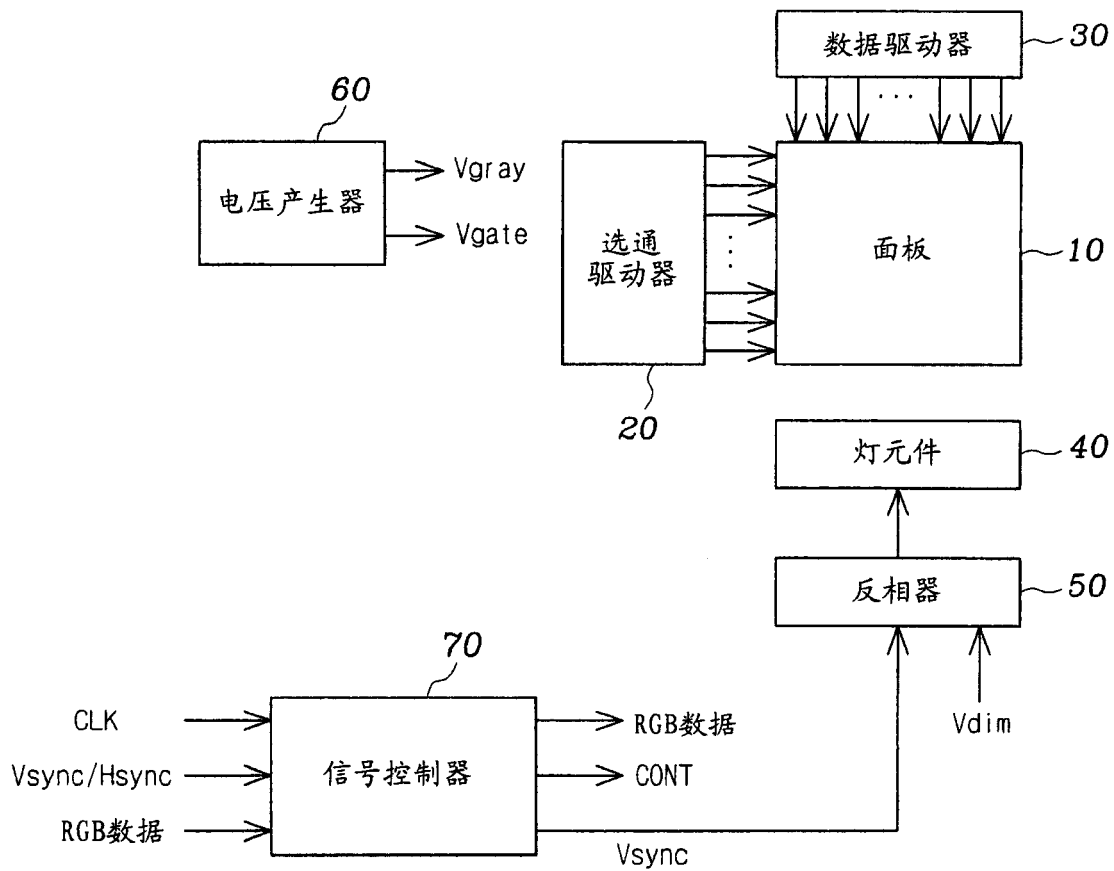 数据驱动器
30
60
电压产生器
Vgray
Vgate
选通
驱动器
20
面板
10
灯元件
40
反相器
50
Vdim
70
CLK
Vsync/Hsync
RGB数据
信号控制器
RGB数据
CONT
Vsync